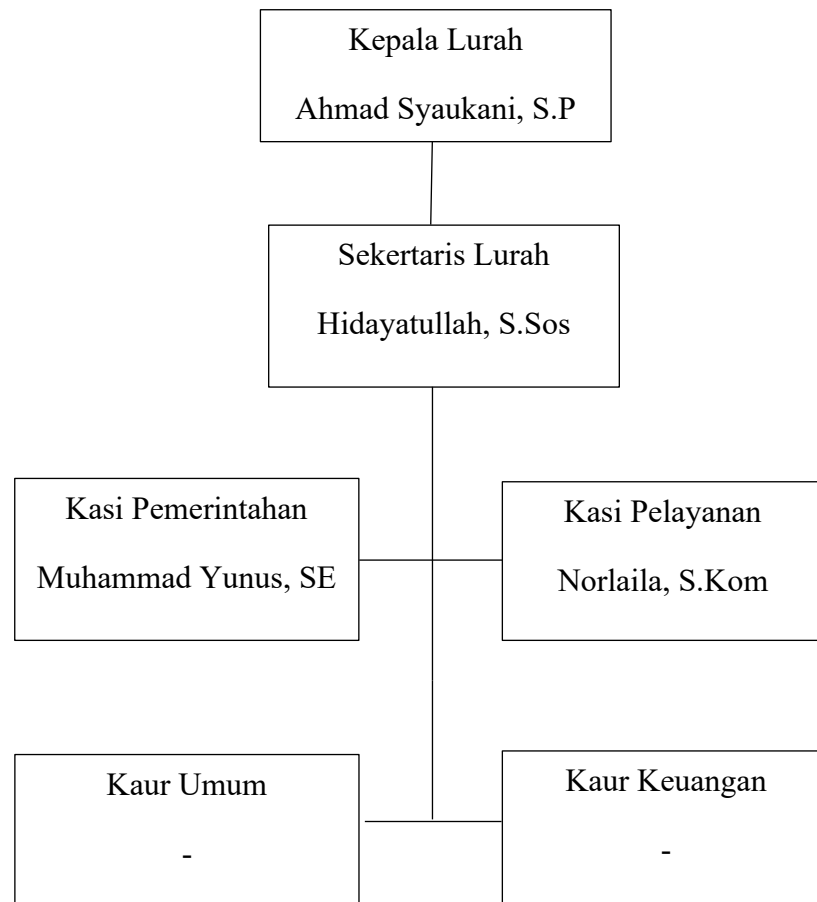 Kepala Lurah
Ahmad Syaukani, S.P
Sekertaris Lurah
Hidayatullah, S.Sos
Kasi Pemerintahan
Muhammad Yunus, SE
Kasi Pelayanan
Norlaila, S.Kom
Kaur Umum
-
Kaur Keuangan
-